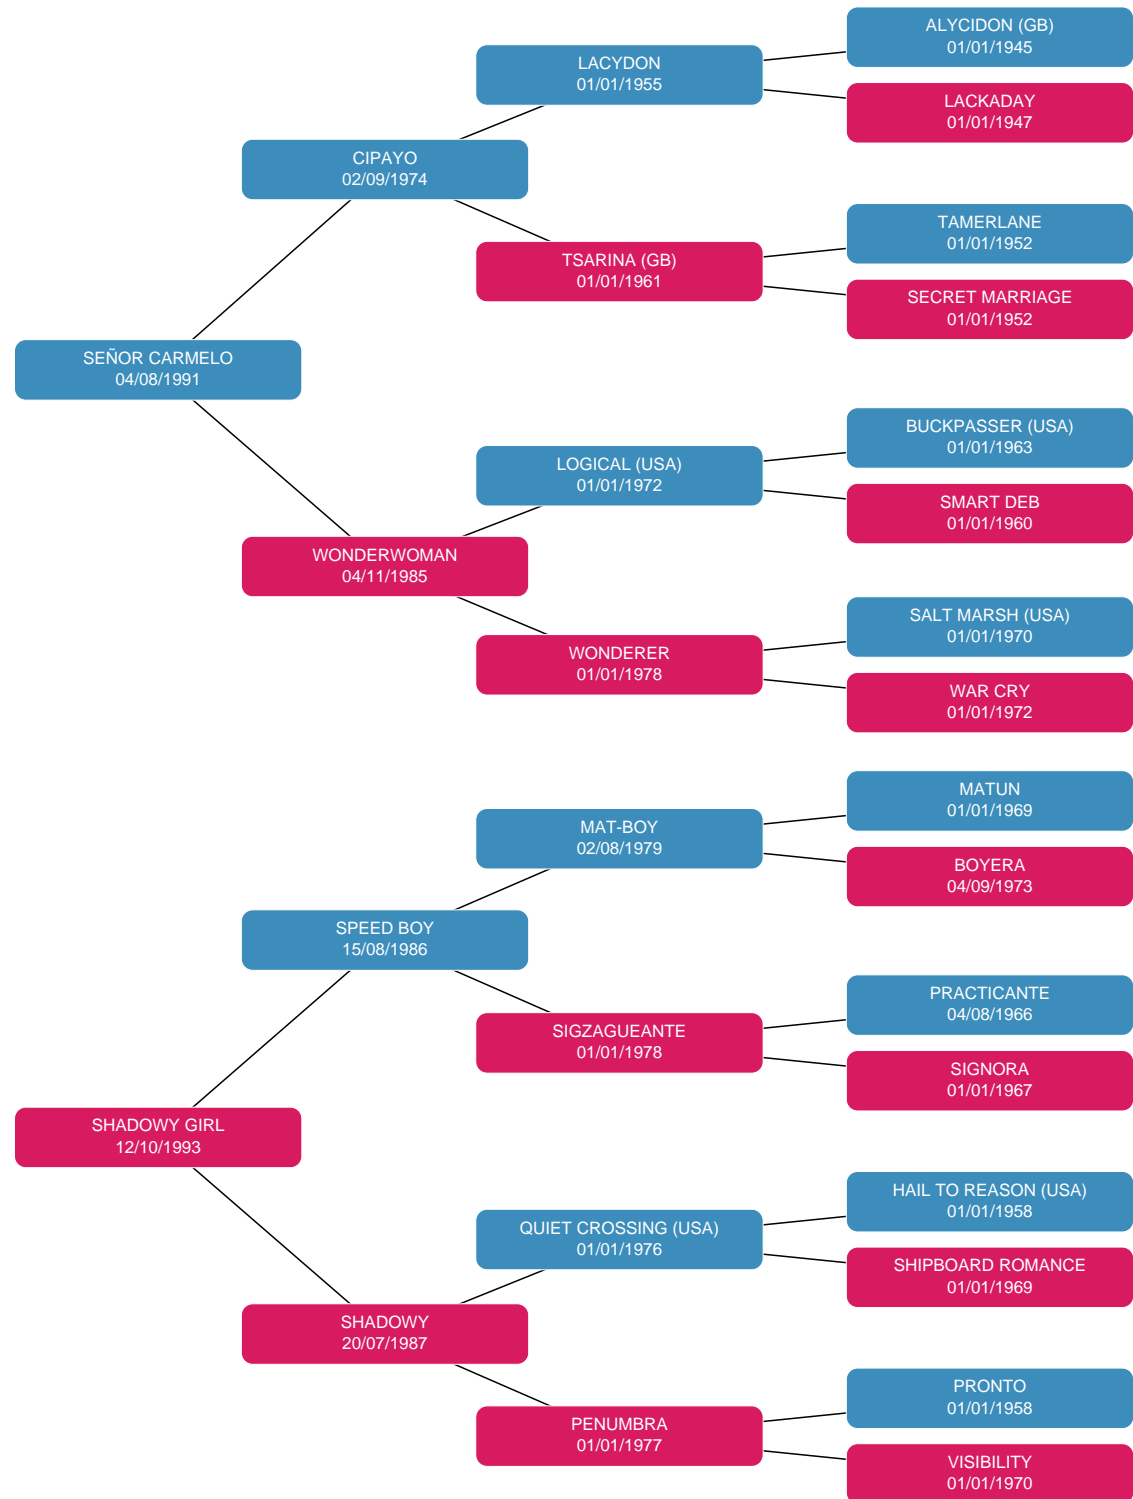 ALYCIDON (GB)
01/01/1945
LACYDON
01/01/1955
LACKADAY
01/01/1947
CIPAYO
02/09/1974
TAMERLANE
01/01/1952
TSARINA (GB)
01/01/1961
SECRET MARRIAGE
01/01/1952
SEÑOR CARMELO
04/08/1991
BUCKPASSER (USA)
01/01/1963
LOGICAL (USA)
01/01/1972
SMART DEB
01/01/1960
WONDERWOMAN
04/11/1985
SALT MARSH (USA)
01/01/1970
WONDERER
01/01/1978
WAR CRY
01/01/1972
MATUN
01/01/1969
MAT-BOY
02/08/1979
BOYERA
04/09/1973
SPEED BOY
15/08/1986
PRACTICANTE
04/08/1966
SIGZAGUEANTE
01/01/1978
SIGNORA
01/01/1967
SHADOWY GIRL
12/10/1993
HAIL TO REASON (USA)
01/01/1958
QUIET CROSSING (USA)
01/01/1976
SHIPBOARD ROMANCE
01/01/1969
SHADOWY
20/07/1987
PRONTO
01/01/1958
PENUMBRA
01/01/1977
VISIBILITY
01/01/1970